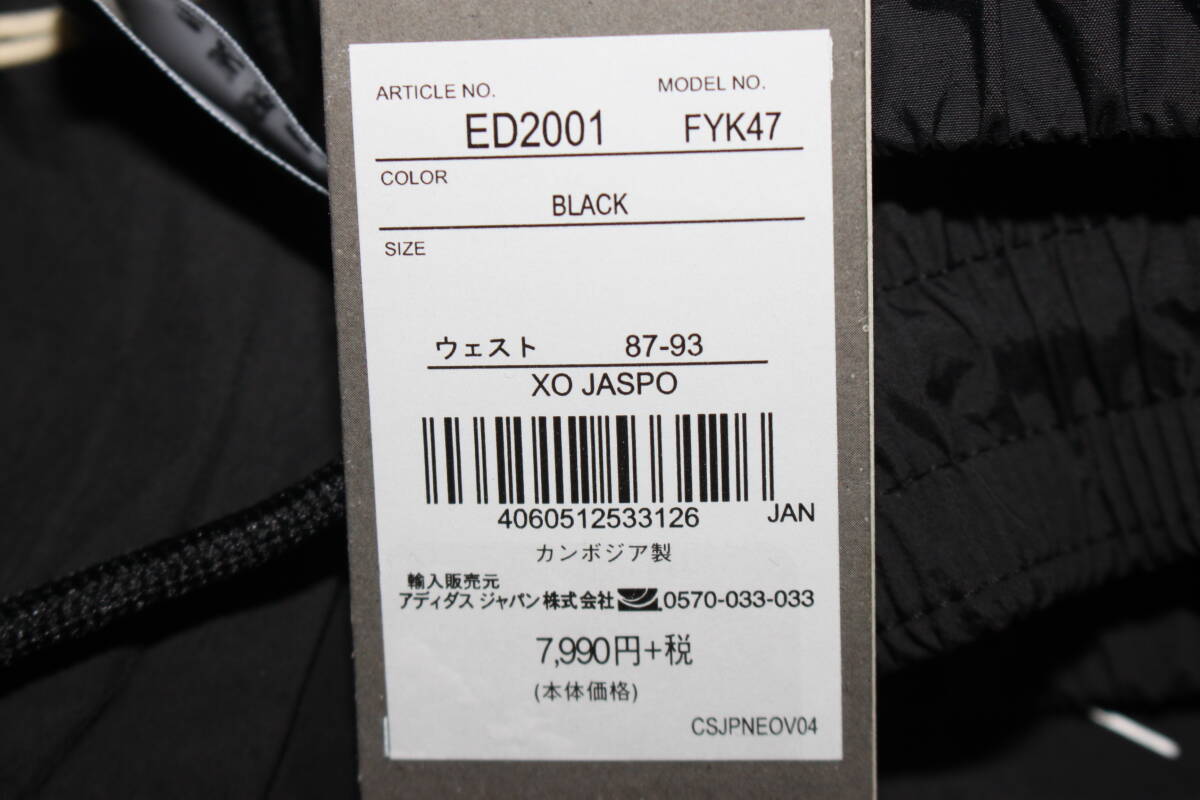 ARTICLE NO. MODEL NO.
ED2001 FYK47
COLOR
BLACK
SIZE
ウェスト 87-93
XO JASPO
4060512533126 JAN
カンボジア製
輸入販売元
アディダス ジャパン株式会社 0570-033-033
7,990円+税
(本体価格)
CSJPNEOV04